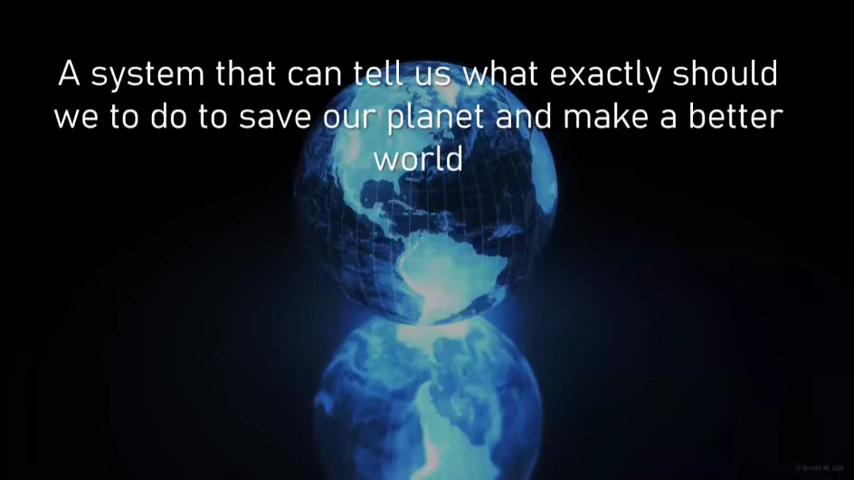 A system that can tell us what exactly should
we to do to save our planet and make a better
world